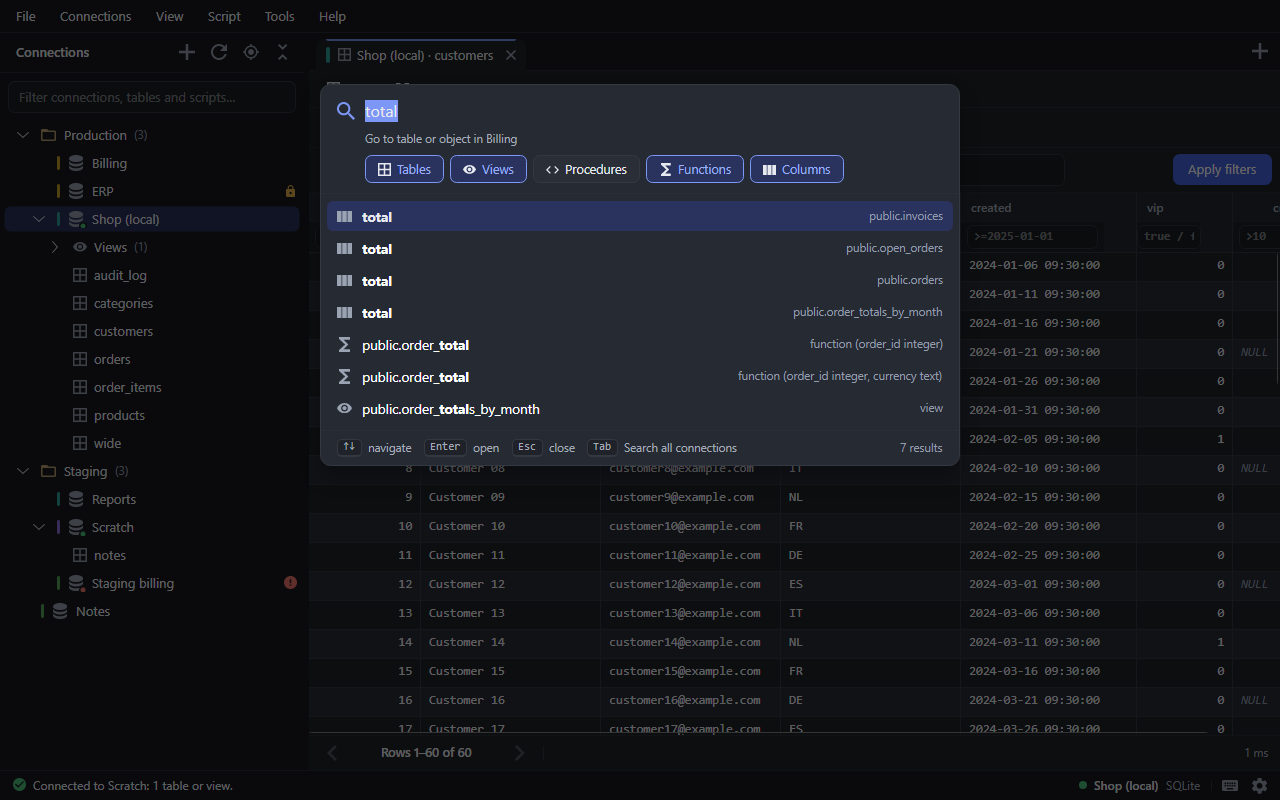 File Connections View Script Tools Help
Connections
Shop (local) · customers
Filter connections, tables and scripts...
Production (3)
Billing
ERP
Shop (local)
Views (1)
audit_log
categories
customers
orders
order_items
products
wide
Staging (3)
Reports
Scratch
notes
Staging billing
Notes
total
Go to table or object in Billing
Tables Views Procedures Functions Columns
total public.invoices
total public.open_orders
total public.orders
total public.order_totals_by_month
public.order_total function (order_id integer)
public.order_total function (order_id integer, currency text)
public.order_totals_by_month view
↑↓ navigate Enter open Esc close Tab Search all connections 7 results
Apply filters
created vip
>=2025-01-01 true / f >10
2024-01-06 09:30:00 0
2024-01-11 09:30:00 0
2024-01-16 09:30:00 0
2024-01-21 09:30:00 0 NULL
2024-01-26 09:30:00 0
2024-01-31 09:30:00 0
2024-02-05 09:30:00 1
8 Customer 08 customer8@example.com IT 2024-02-10 09:30:00 0 NULL
9 Customer 09 customer9@example.com NL 2024-02-15 09:30:00 0
10 Customer 10 customer10@example.com FR 2024-02-20 09:30:00 0
11 Customer 11 customer11@example.com DE 2024-02-25 09:30:00 0
12 Customer 12 customer12@example.com ES 2024-03-01 09:30:00 0 NULL
13 Customer 13 customer13@example.com IT 2024-03-06 09:30:00 0
14 Customer 14 customer14@example.com NL 2024-03-11 09:30:00 1
15 Customer 15 customer15@example.com FR 2024-03-16 09:30:00 0
16 Customer 16 customer16@example.com DE 2024-03-21 09:30:00 0 NULL
17 Customer 17 customer17@example.com ES 2024-03-26 09:30:00 0
Rows 1–60 of 60 1 ms
Connected to Scratch: 1 table or view. Shop (local) SQLite